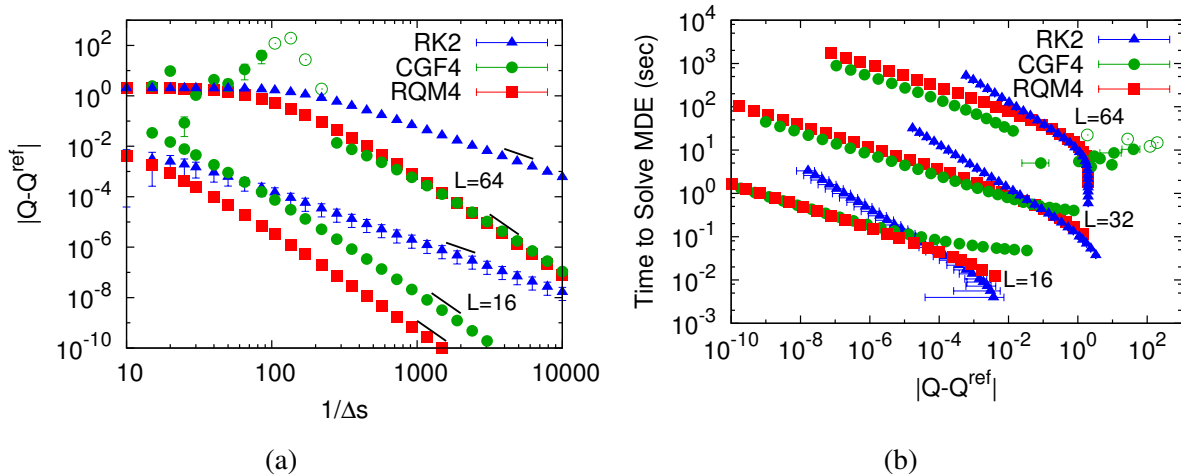 |Q-Q^ref|
10^2
10^0
10^-2
10^-4
10^-6
10^-8
10^-10
10
100
1000
10000
1/Δs
RK2
CGF4
RQM4
L=64
L=16
(a)
Time to Solve MDE (sec)
10^4
10^3
10^2
10^1
10^0
10^-1
10^-2
10^-3
10^-10
10^-8
10^-6
10^-4
10^-2
10^0
10^2
|Q-Q^ref|
RK2
CGF4
RQM4
L=64
L=32
L=16
(b)